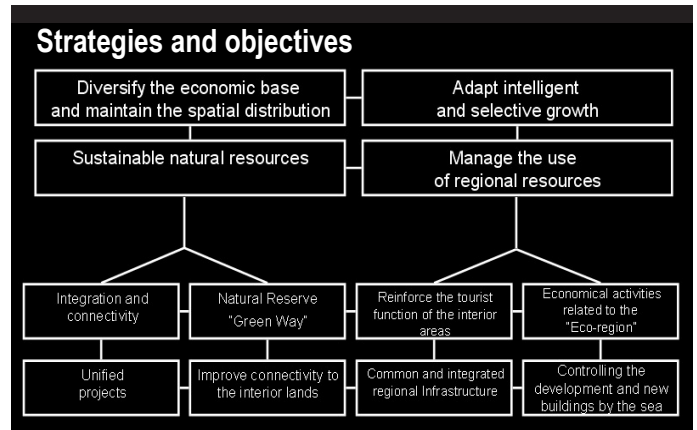 Strategies and objectives
Diversify the economic base
and maintain the spatial distribution
Adapt intelligent
and selective growth
Sustainable natural resources
Manage the use
of regional resources
Integration and
connectivity
Natural Reserve
"Green Way"
Reinforce the tourist
function of the interior
areas
Economical activities
related to the
"Eco-region"
Unified
projects
Improve connectivity to
the interior lands
Common and integrated
regional Infrastructure
Controlling the
development and new
buildings by the sea